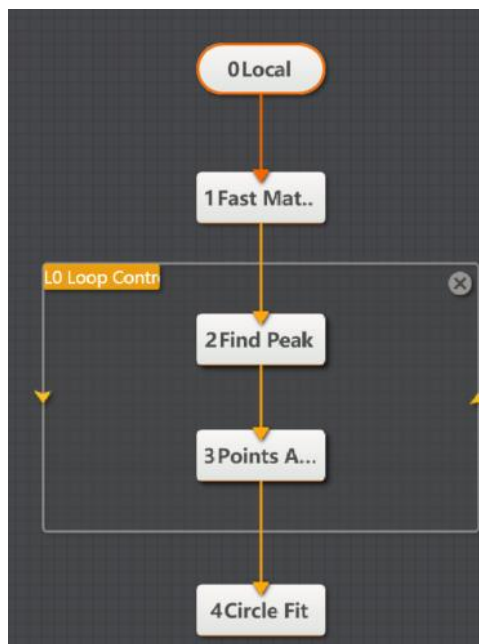 0Local
1Fast Mat..
L0 Loop Contr
2Find Peak
3Points A...
4Circle Fit